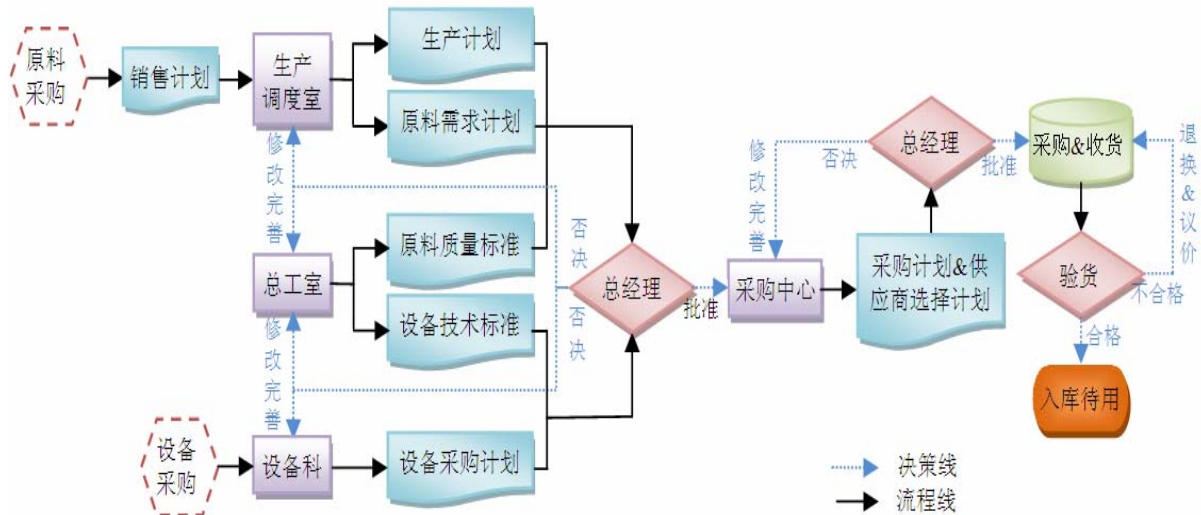 原料
采购
销售计划
生产
调度室
生产计划
原料需求计划
修改完善
总工室
原料质量标准
设备技术标准
修改完善
设备
采购
设备科
设备采购计划
否决
否决
总经理
批准
修改完善
采购中心
采购计划&供
应商选择计划
否决
总经理
批准
采购&收货
退换&议价
验货
不合格
合格
入库待用
决策线
流程线